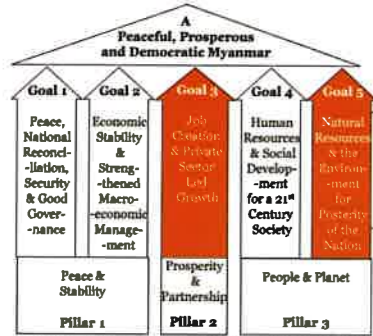 A
Peaceful, Prosperous
and Democratic Myanmar
Goal 1
Peace,
National
Reconci-
liation,
Security
& Good
Gover-
-nance
Goal 2
Economic
Stability
&
Streng-
-thened
Macro-
-economic
Manage-
-ment
Goal 3
Job
Creation
& Private
Sector
Led
Growth
Goal 4
Human
Resources
& Social
Develop-
-ment
for a 21st
Century
Society
Goal 5
Natural
Resources
& the
Environ-
-ment for
Posterity of
the Nation
Peace &
Stability
Pillar 1
Prosperity
&
Partnership
Pillar 2
People & Planet
Pillar 3